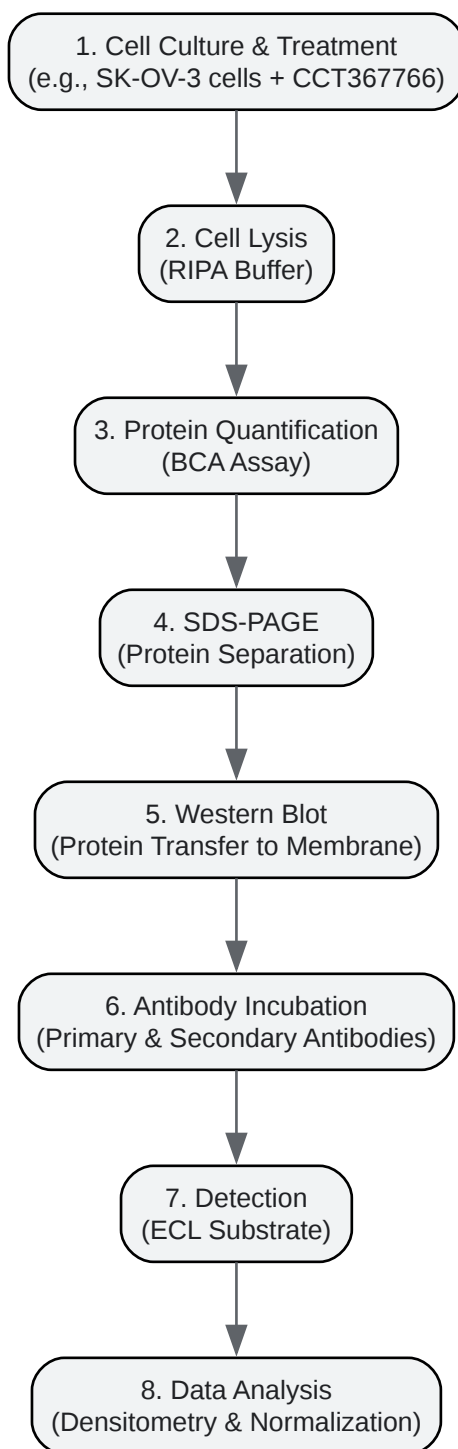 1. Cell Culture & Treatment
(e.g., SK-OV-3 cells + CCT367766)
2. Cell Lysis
(RIPA Buffer)
3. Protein Quantification
(BCA Assay)
4. SDS-PAGE
(Protein Separation)
5. Western Blot
(Protein Transfer to Membrane)
6. Antibody Incubation
(Primary & Secondary Antibodies)
7. Detection
(ECL Substrate)
8. Data Analysis
(Densitometry & Normalization)